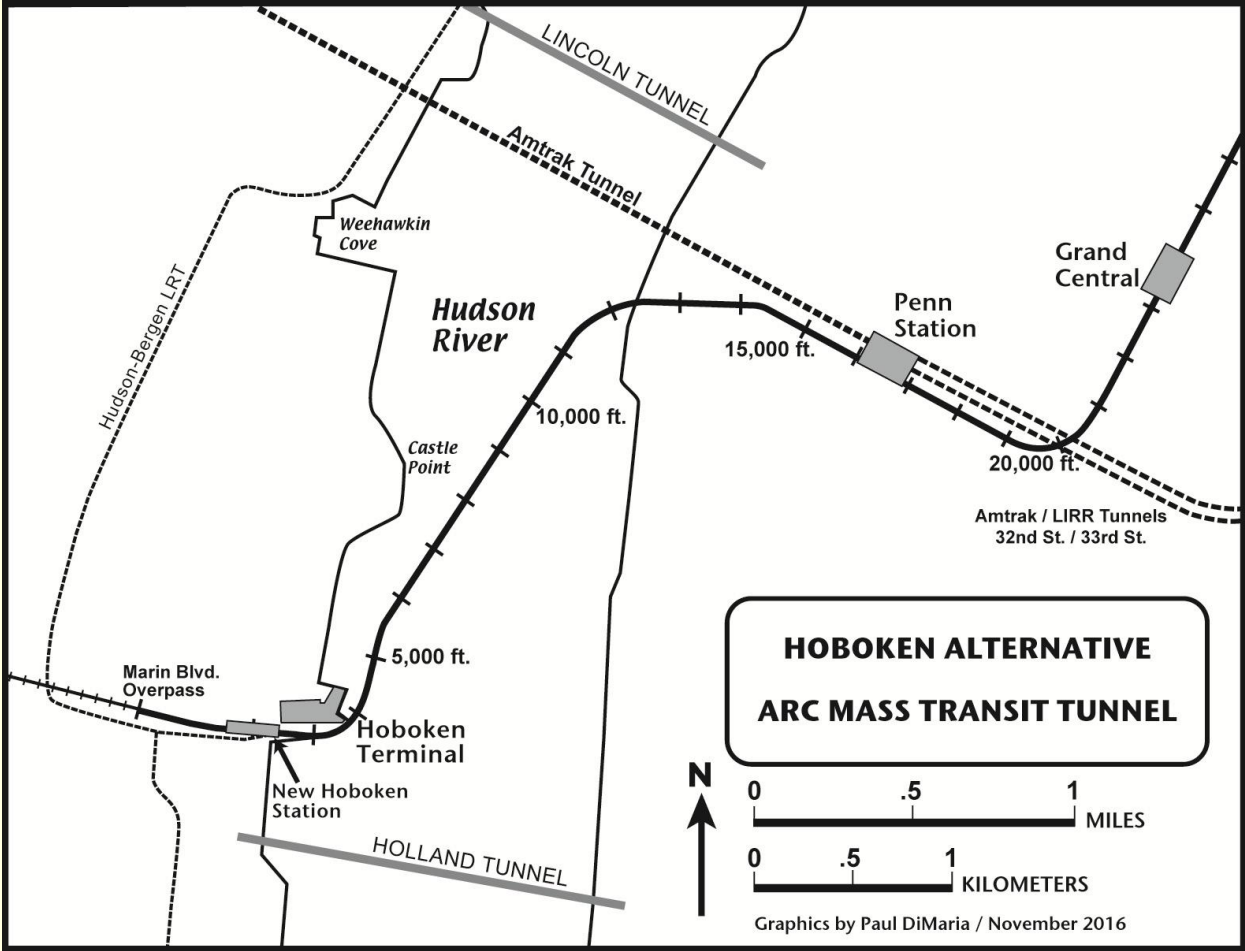 LINCOLN TUNNEL
Amtrak Tunnel
Weehawkin
Cove
Hudson-Bergen LRT
Hudson
River
Grand
Central
Penn
Station
15,000 ft.
10,000 ft.
Castle
Point
20,000 ft.
Amtrak / LIRR Tunnels
32nd St. / 33rd St.
5,000 ft.
Marin Blvd.
Overpass
Hoboken
Terminal
New Hoboken
Station
HOLLAND TUNNEL
HOBOKEN ALTERNATIVE
ARC MASS TRANSIT TUNNEL
N
0 .5 1
MILES
0 .5 1
KILOMETERS
Graphics by Paul DiMaria / November 2016